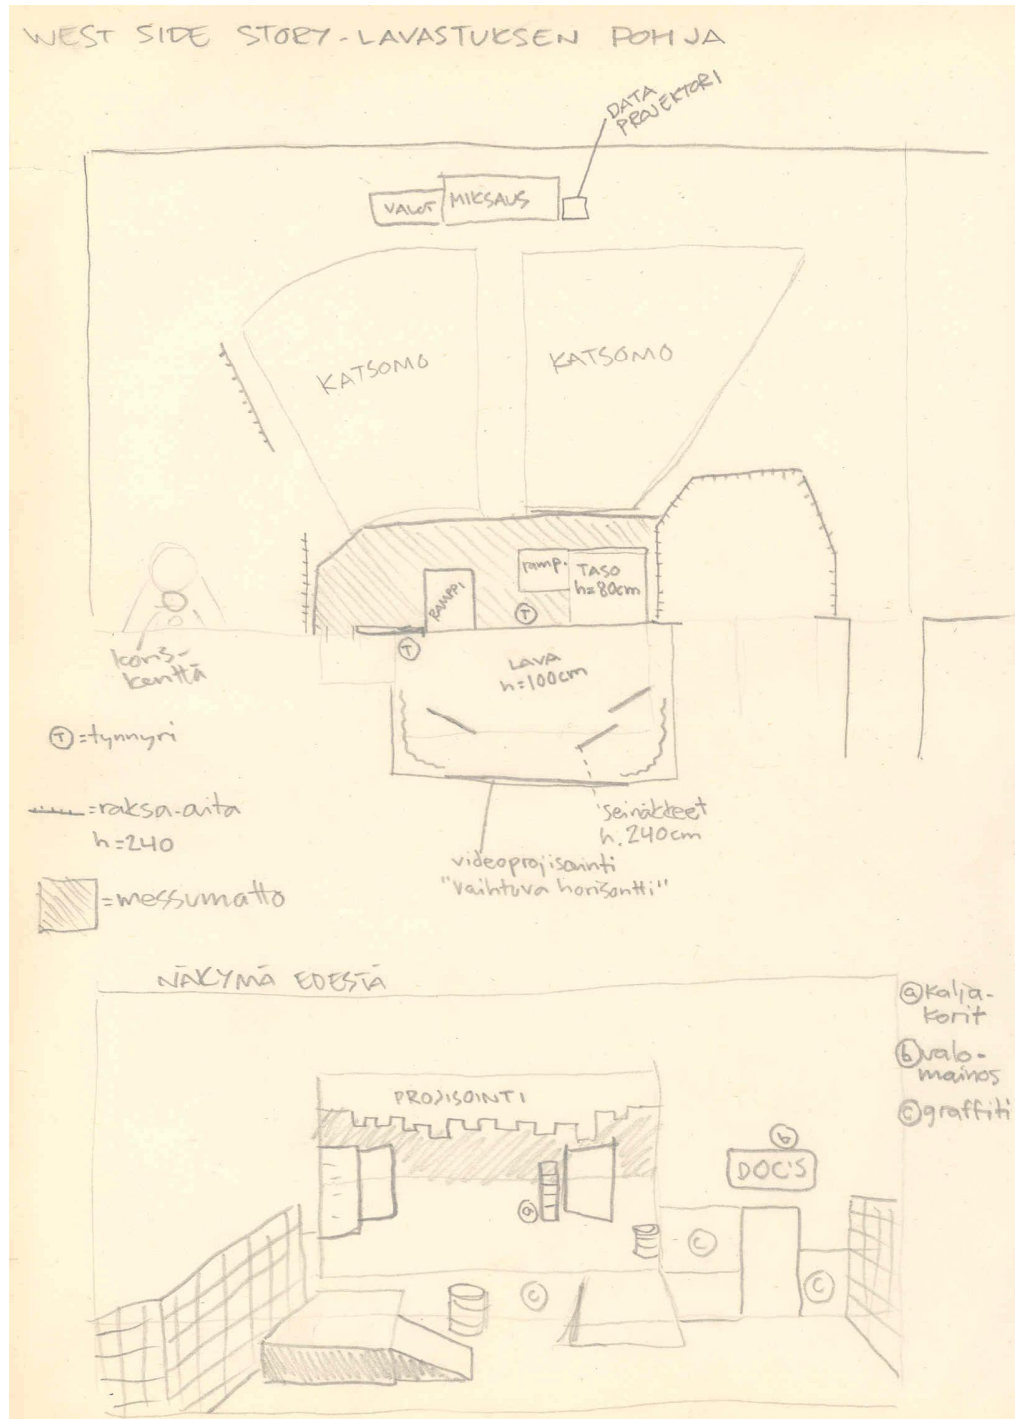 WEST SIDE STORY - LAVASTUKSEN POHJA
DATA
PROJEKTORI
VALOT
MIKSAUS
KATSOMO
KATSOMO
ramp.
TASO
h=80cm
RAMPPI
T
T
LAVA
h=100cm
koris-
kenttä
T =tynnyri
=raksa-aita
h=240
seinäkkeet
h. 240cm
videoprojisointi
"vaihtuva horisontti"
=messumatto
NÄKYMÄ EDESTÄ
a kalja-
korit
b valo-
mainos
c graffiti
PROJISOINTI
b
DOC'S
a
c
c
c